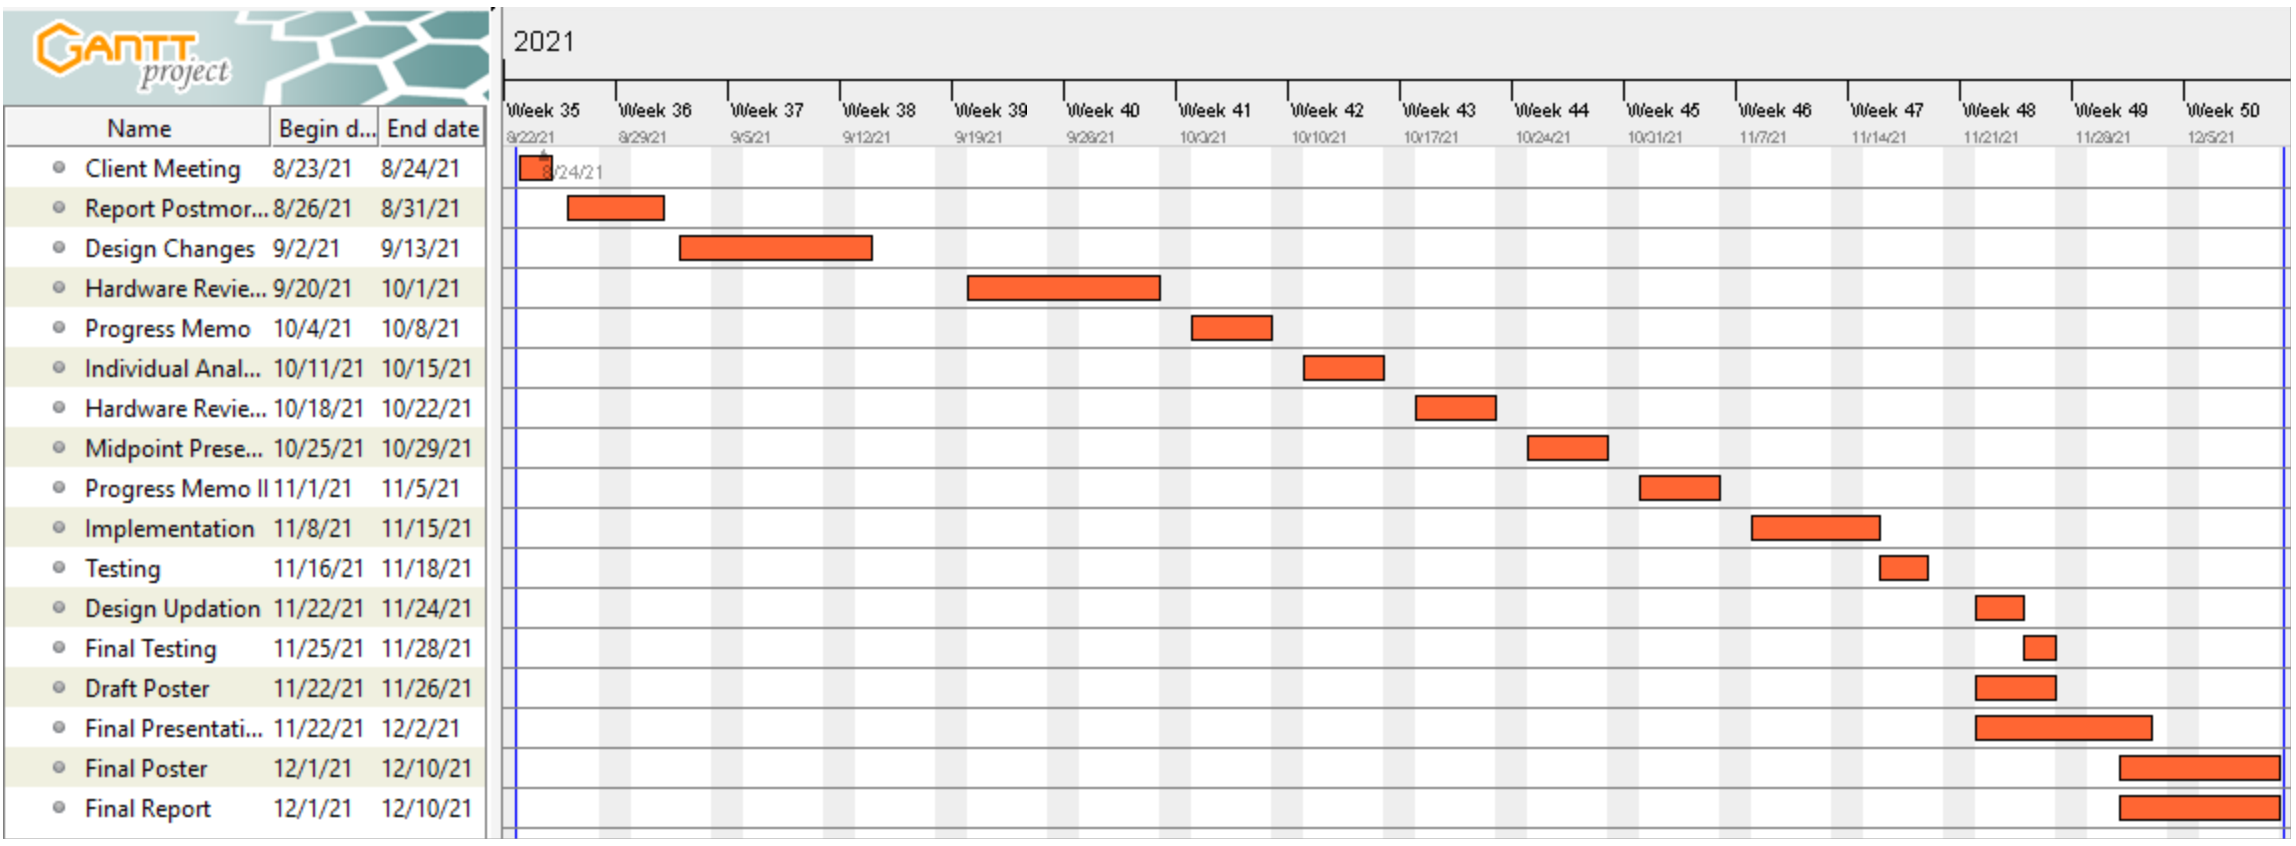 GANTT
project
2021
Week 35 Week 36 Week 37 Week 38 Week 39 Week 40 Week 41 Week 42 Week 43 Week 44 Week 45 Week 46 Week 47 Week 48 Week 49 Week 50
8/22/21 8/29/21 9/5/21 9/12/21 9/19/21 9/26/21 10/3/21 10/10/21 10/17/21 10/24/21 10/31/21 11/7/21 11/14/21 11/21/21 11/28/21 12/5/21
Name Begin d... End date
Client Meeting 8/23/21 8/24/21 8/24/21
Report Postmor... 8/26/21 8/31/21
Design Changes 9/2/21 9/13/21
Hardware Revie... 9/20/21 10/1/21
Progress Memo 10/4/21 10/8/21
Individual Anal... 10/11/21 10/15/21
Hardware Revie... 10/18/21 10/22/21
Midpoint Prese... 10/25/21 10/29/21
Progress Memo II 11/1/21 11/5/21
Implementation 11/8/21 11/15/21
Testing 11/16/21 11/18/21
Design Updation 11/22/21 11/24/21
Final Testing 11/25/21 11/28/21
Draft Poster 11/22/21 11/26/21
Final Presentati... 11/22/21 12/2/21
Final Poster 12/1/21 12/10/21
Final Report 12/1/21 12/10/21